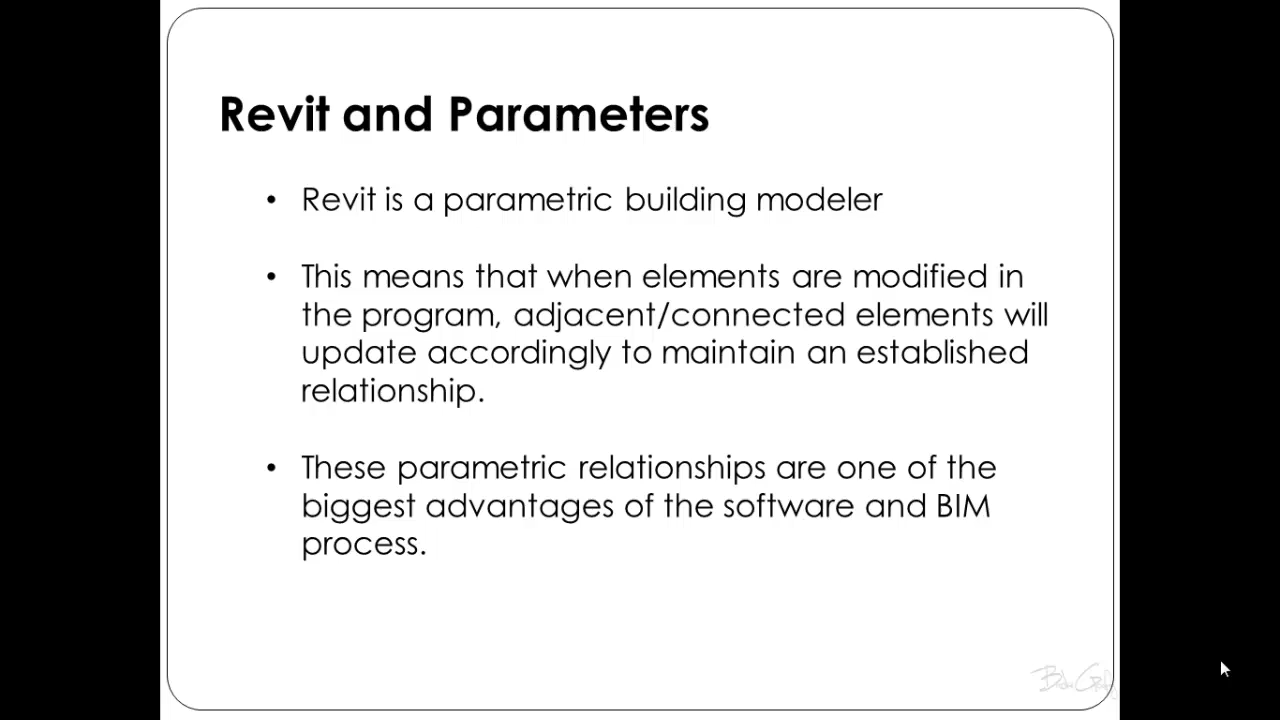 Revit and Parameters
• Revit is a parametric building modeler
• This means that when elements are modified in
the program, adjacent/connected elements will
update accordingly to maintain an established
relationship.
• These parametric relationships are one of the
biggest advantages of the software and BIM
process.